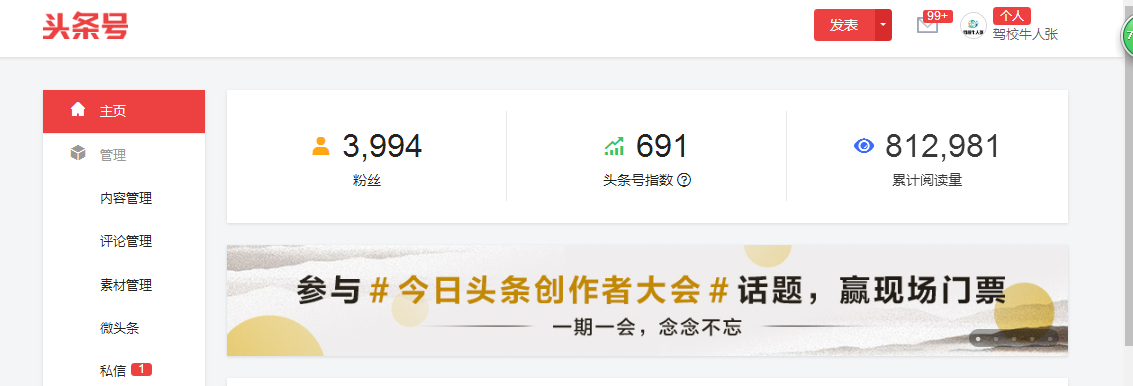 头条号
发表
99+
个人
驾校牛人张
主页
管理
内容管理
评论管理
素材管理
微头条
私信 1
3,994
粉丝
691
头条号指数 ?
812,981
累计阅读量
参与#今日头条创作者大会#话题，赢现场门票
一期一会，念念不忘
7